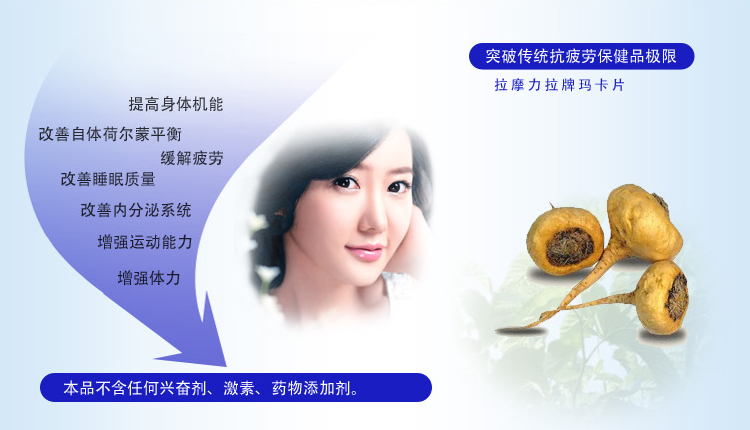 突破传统抗疲劳保健品极限
拉摩力拉牌玛卡片
提高身体机能
改善自体荷尔蒙平衡
缓解疲劳
改善睡眠质量
改善内分泌系统
增强运动能力
增强体力
本品不含任何兴奋剂、激素、药物添加剂。